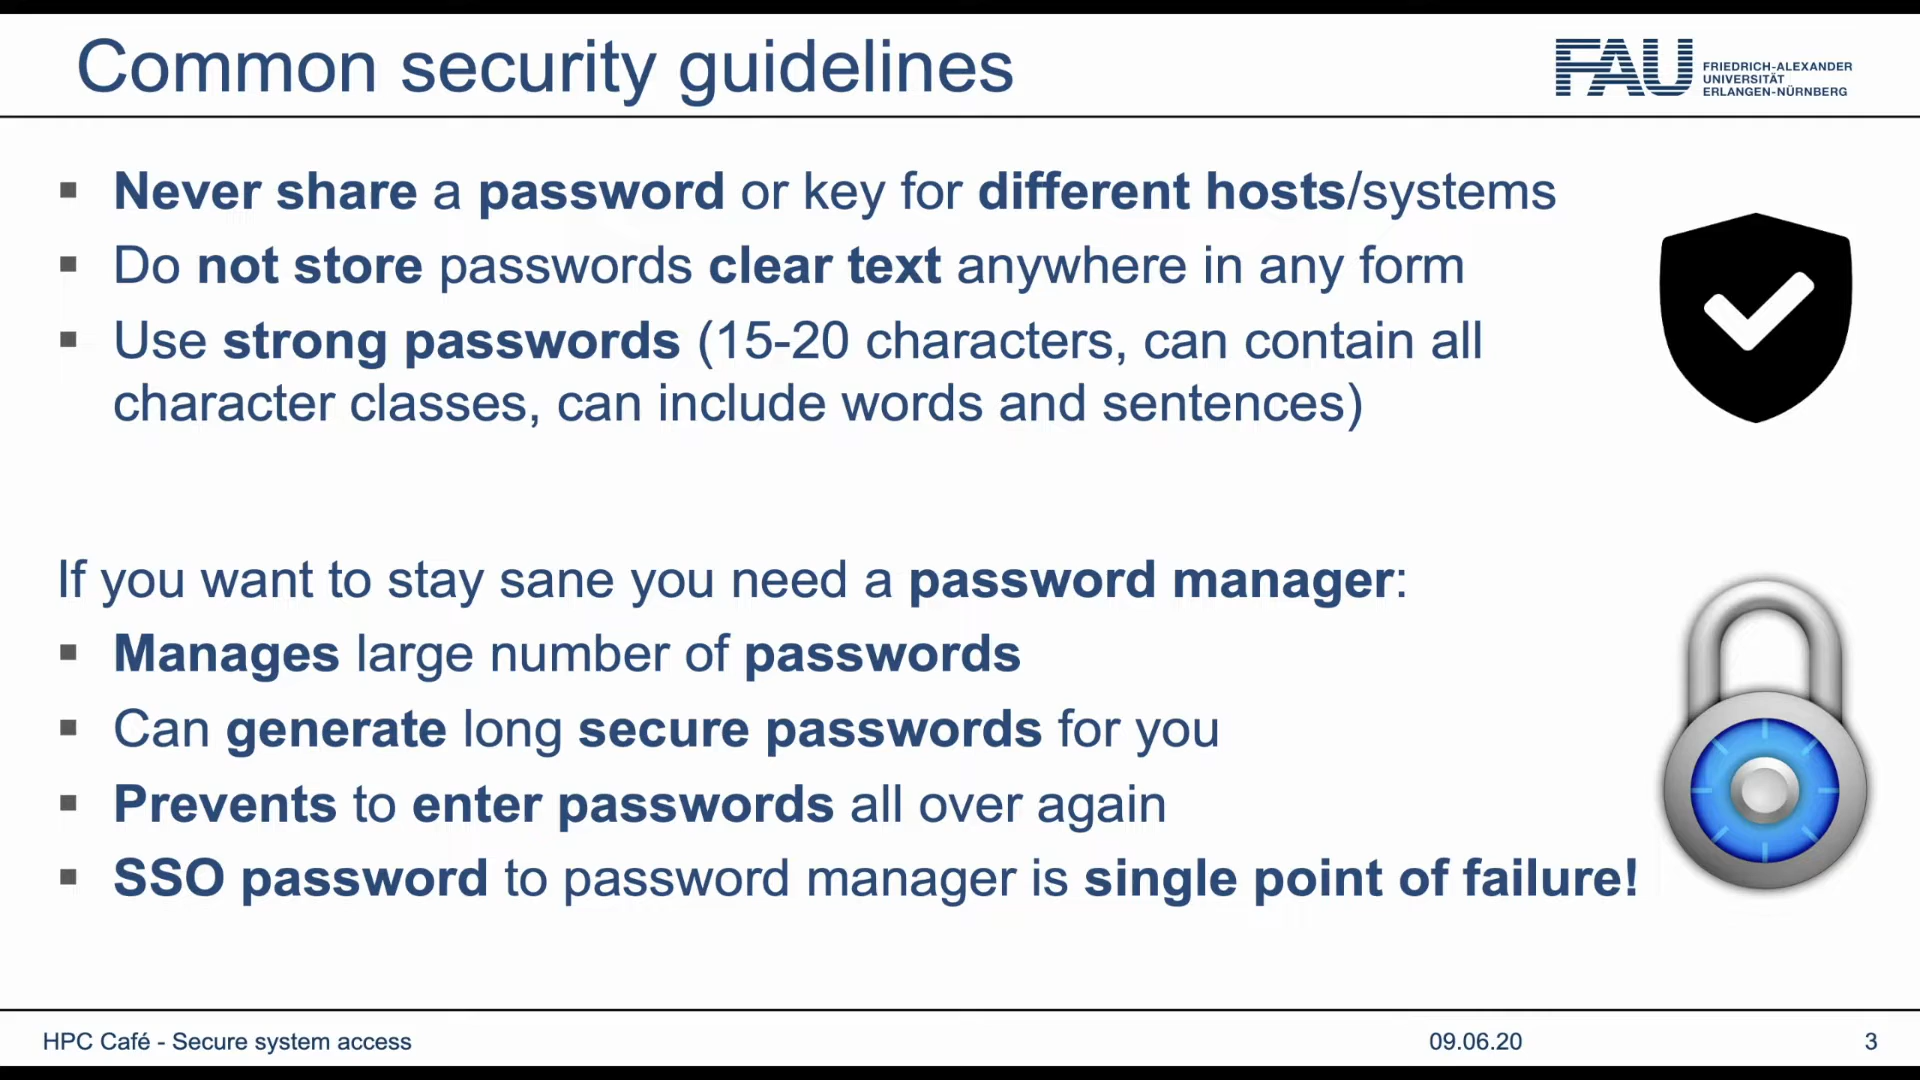 Common security guidelines
FAU
FRIEDRICH-ALEXANDER
UNIVERSITÄT
ERLANGEN-NÜRNBERG
▪ Never share a password or key for different hosts/systems
▪ Do not store passwords clear text anywhere in any form
▪ Use strong passwords (15-20 characters, can contain all
character classes, can include words and sentences)
If you want to stay sane you need a password manager:
▪ Manages large number of passwords
▪ Can generate long secure passwords for you
▪ Prevents to enter passwords all over again
▪ SSO password to password manager is single point of failure!
HPC Café - Secure system access
09.06.20
3